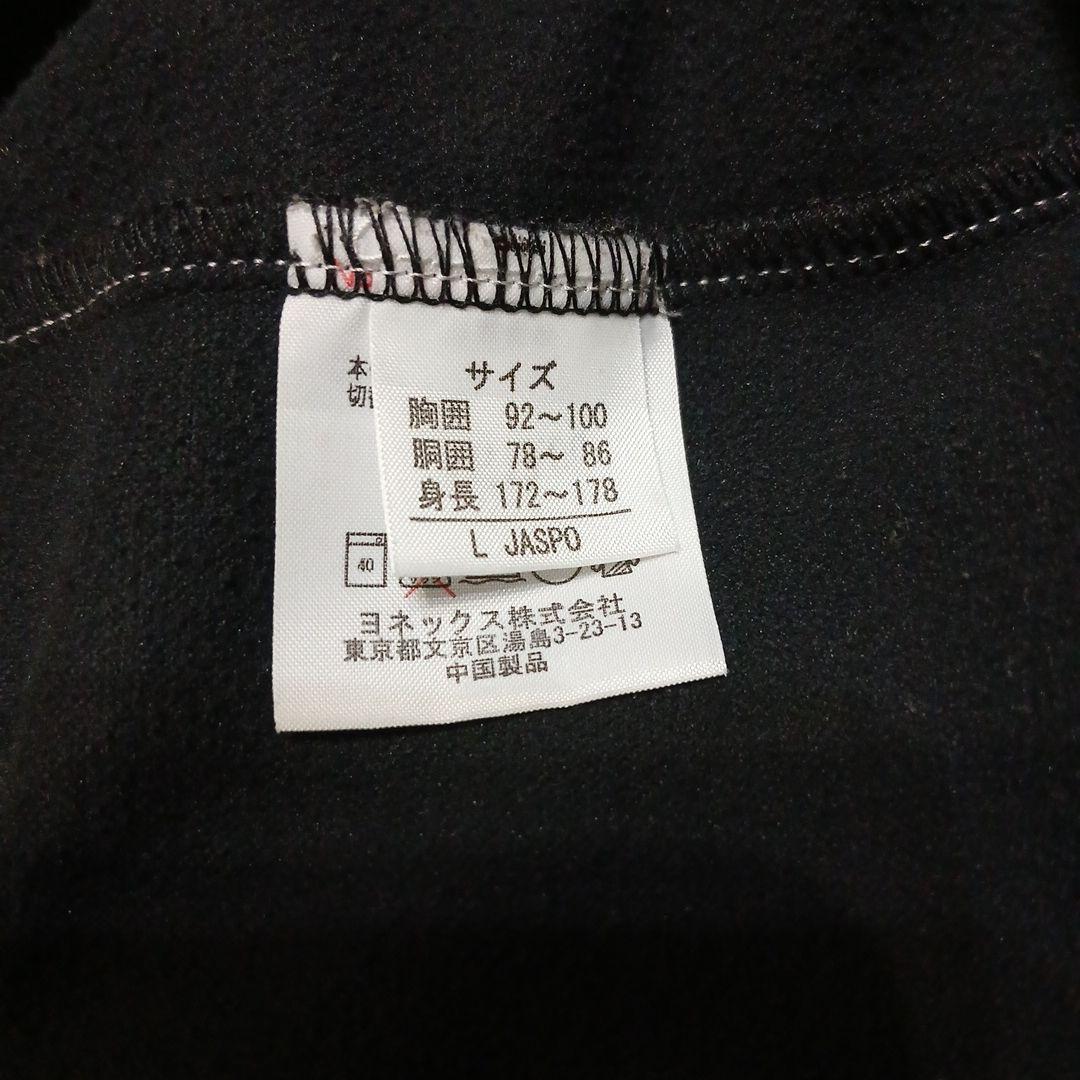 サイズ
胸囲 92～100
胴囲 78～ 86
身長 172～178
L JASPO
本
切
40
ヨネックス株式会社
東京都文京区湯島3-23-13
中国製品